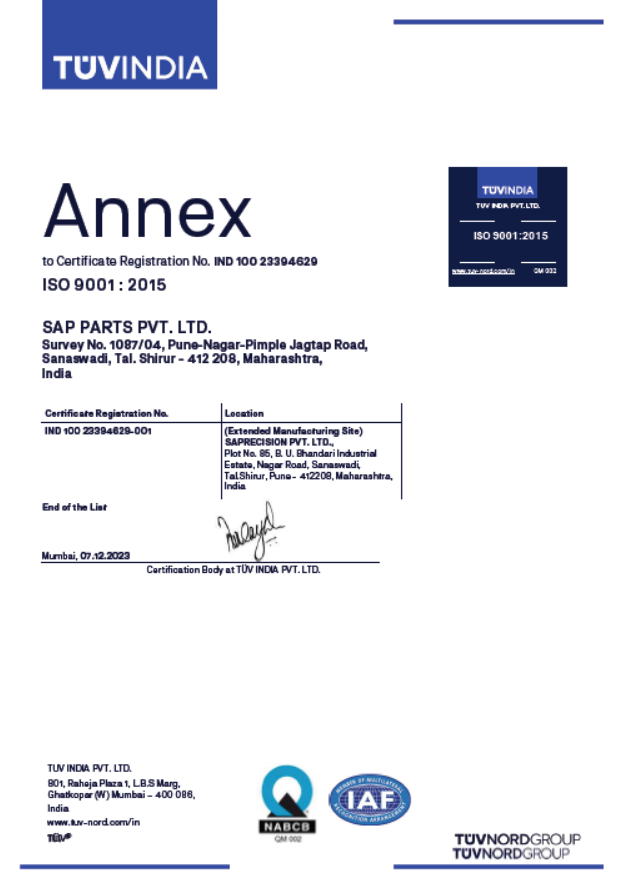 TÜVINDIA
Annex
to Certificate Registration No. IND 100 23394629
ISO 9001 : 2015
TÜVINDIA
TUV INDIA PVT. LTD.
ISO 9001:2015
www.tuv-nord.com/in QM 002
SAP PARTS PVT. LTD.
Survey No. 1087/04, Pune-Nagar-Pimple Jagtap Road,
Sanaswadi, Tal. Shirur - 412 208, Maharashtra,
India
Certificate Registration No. Location
IND 100 23394629-001 (Extended Manufacturing Site)
SAPRECISION PVT. LTD.,
Plot No. 85, B. U. Bhandari Industrial
Estate, Nagar Road, Sanaswadi,
Tal.Shirur, Pune - 412208, Maharashtra,
India
End of the List
Mumbai, 07.12.2023
Certification Body at TÜV INDIA PVT. LTD.
TUV INDIA PVT. LTD.
801, Raheja Plaza 1, L.B.S Marg,
Ghatkopar (W) Mumbai - 400 086,
India
www.tuv-nord.com/in
TÜV®
NABCB
QM 002
MEMBER OF MULTILATERAL
IAF
RECOGNITION ARRANGEMENT
TÜVNORDGROUP
TÜVNORDGROUP